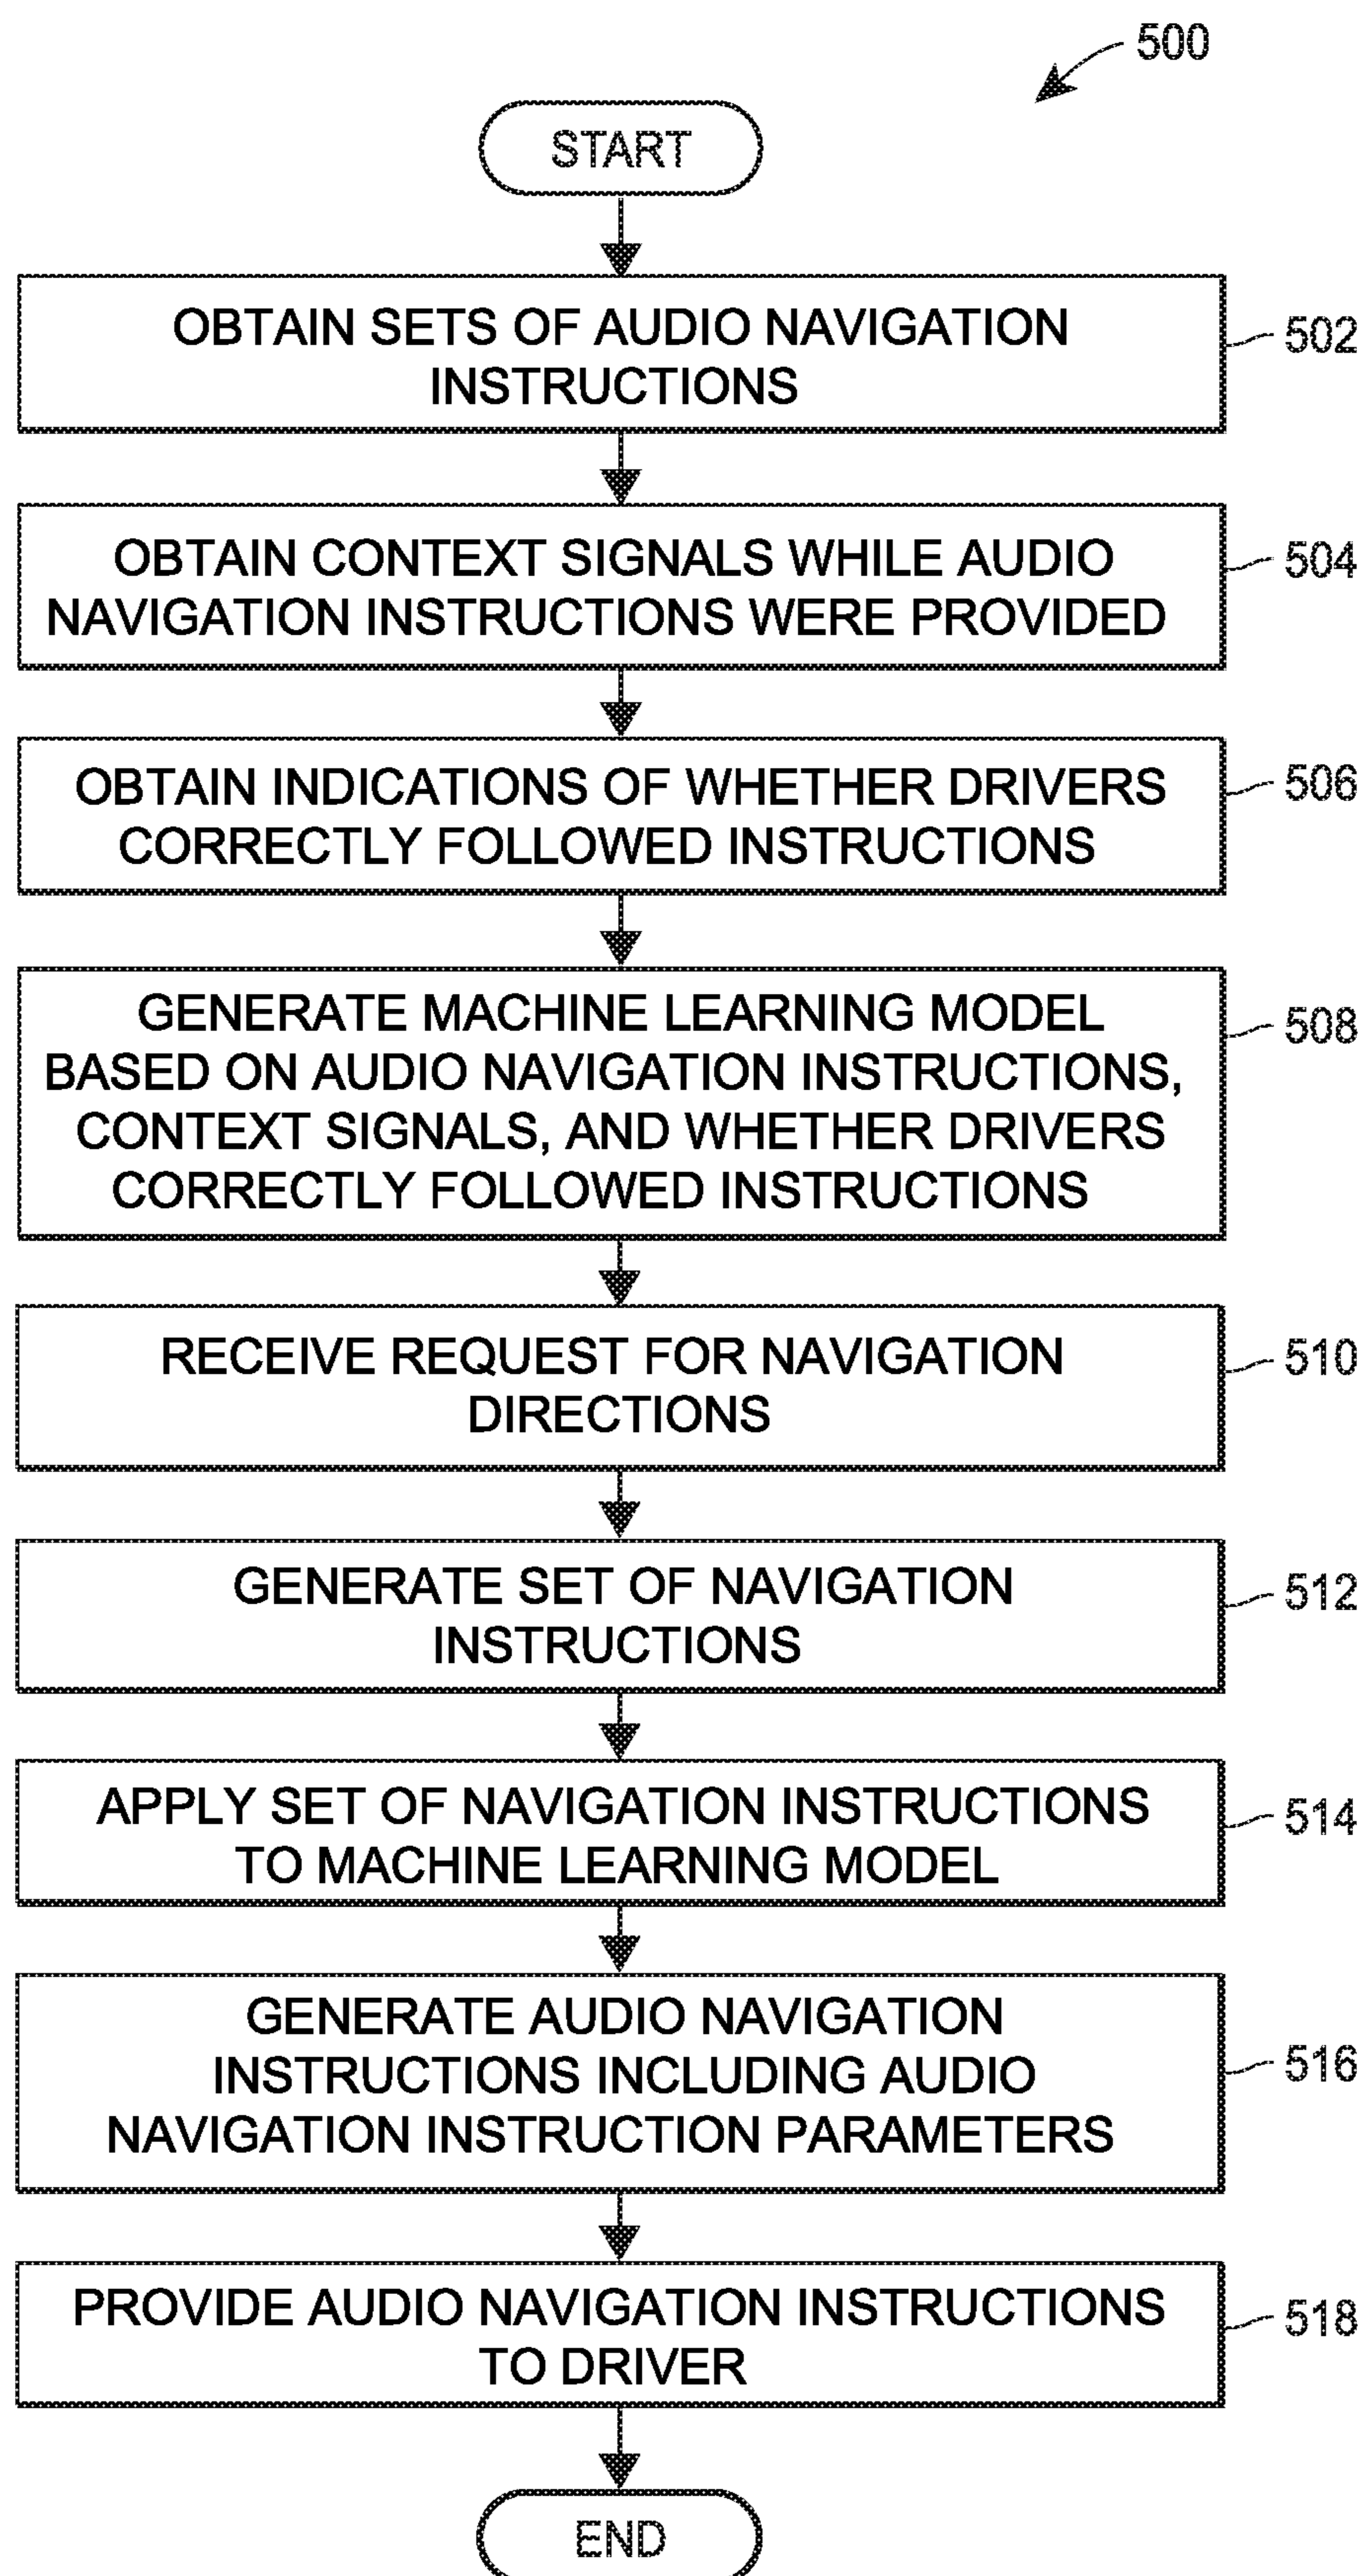 500
START
OBTAIN SETS OF AUDIO NAVIGATION
INSTRUCTIONS
502
OBTAIN CONTEXT SIGNALS WHILE AUDIO
NAVIGATION INSTRUCTIONS WERE PROVIDED
504
OBTAIN INDICATIONS OF WHETHER DRIVERS
CORRECTLY FOLLOWED INSTRUCTIONS
506
GENERATE MACHINE LEARNING MODEL
BASED ON AUDIO NAVIGATION INSTRUCTIONS,
CONTEXT SIGNALS, AND WHETHER DRIVERS
CORRECTLY FOLLOWED INSTRUCTIONS
508
RECEIVE REQUEST FOR NAVIGATION
DIRECTIONS
510
GENERATE SET OF NAVIGATION
INSTRUCTIONS
512
APPLY SET OF NAVIGATION INSTRUCTIONS
TO MACHINE LEARNING MODEL
514
GENERATE AUDIO NAVIGATION
INSTRUCTIONS INCLUDING AUDIO
NAVIGATION INSTRUCTION PARAMETERS
516
PROVIDE AUDIO NAVIGATION INSTRUCTIONS
TO DRIVER
518
END